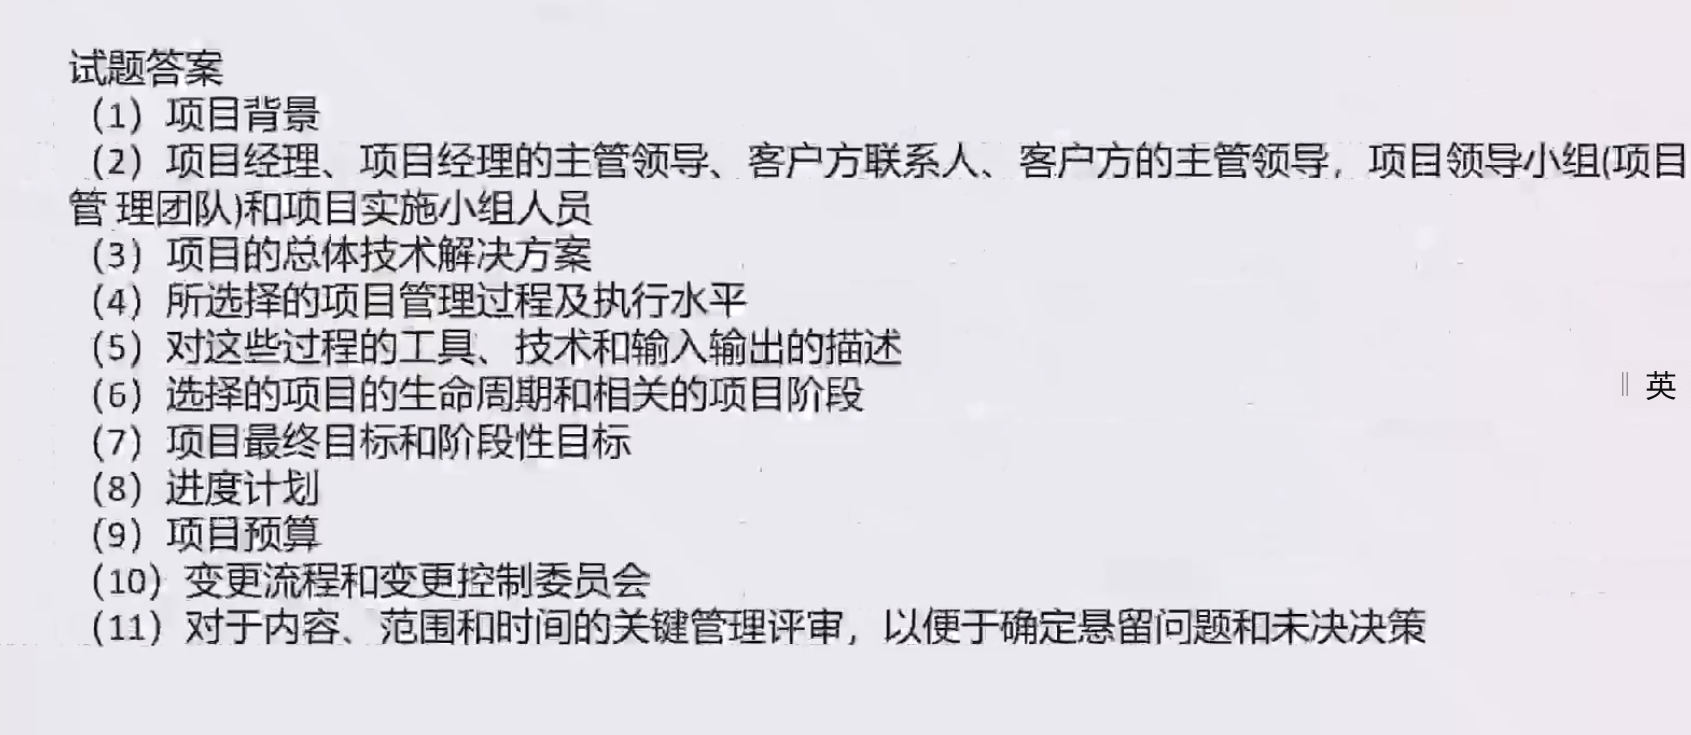 试题答案
（1）项目背景
（2）项目经理、项目经理的主管领导、客户方联系人、客户方的主管领导，项目领导小组(项目
管 理团队)和项目实施小组人员
（3）项目的总体技术解决方案
（4）所选择的项目管理过程及执行水平
（5）对这些过程的工具、技术和输入输出的描述
（6）选择的项目的生命周期和相关的项目阶段
（7）项目最终目标和阶段性目标
（8）进度计划
（9）项目预算
（10）变更流程和变更控制委员会
（11）对于内容、范围和时间的关键管理评审，以便于确定悬留问题和未决决策
英